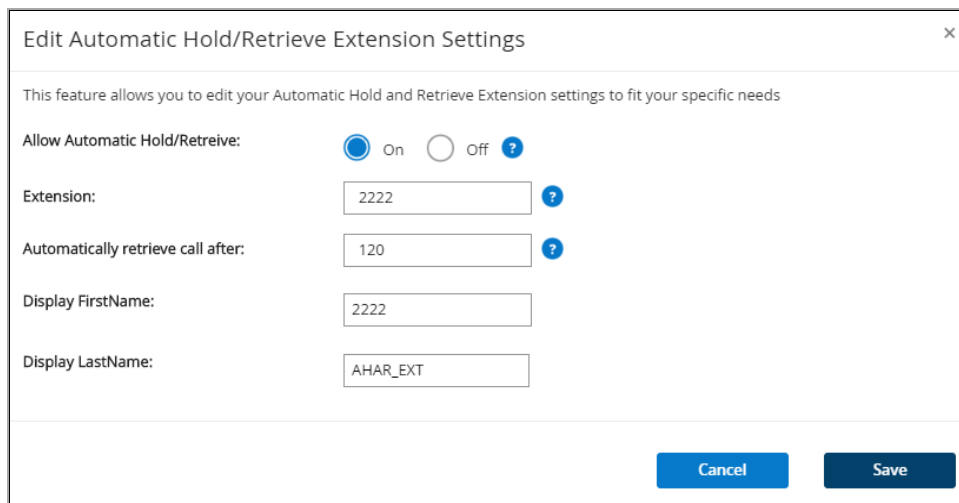 Edit Automatic Hold/Retrieve Extension Settings
×
This feature allows you to edit your Automatic Hold and Retrieve Extension settings to fit your specific needs
Allow Automatic Hold/Retreive: On Off ?
Extension: 2222 ?
Automatically retrieve call after: 120 ?
Display FirstName: 2222
Display LastName: AHAR_EXT
Cancel Save